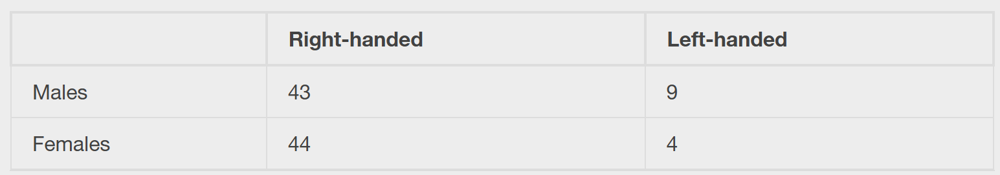 Right-handed Left-handed
Males 43 9
Females 44 4